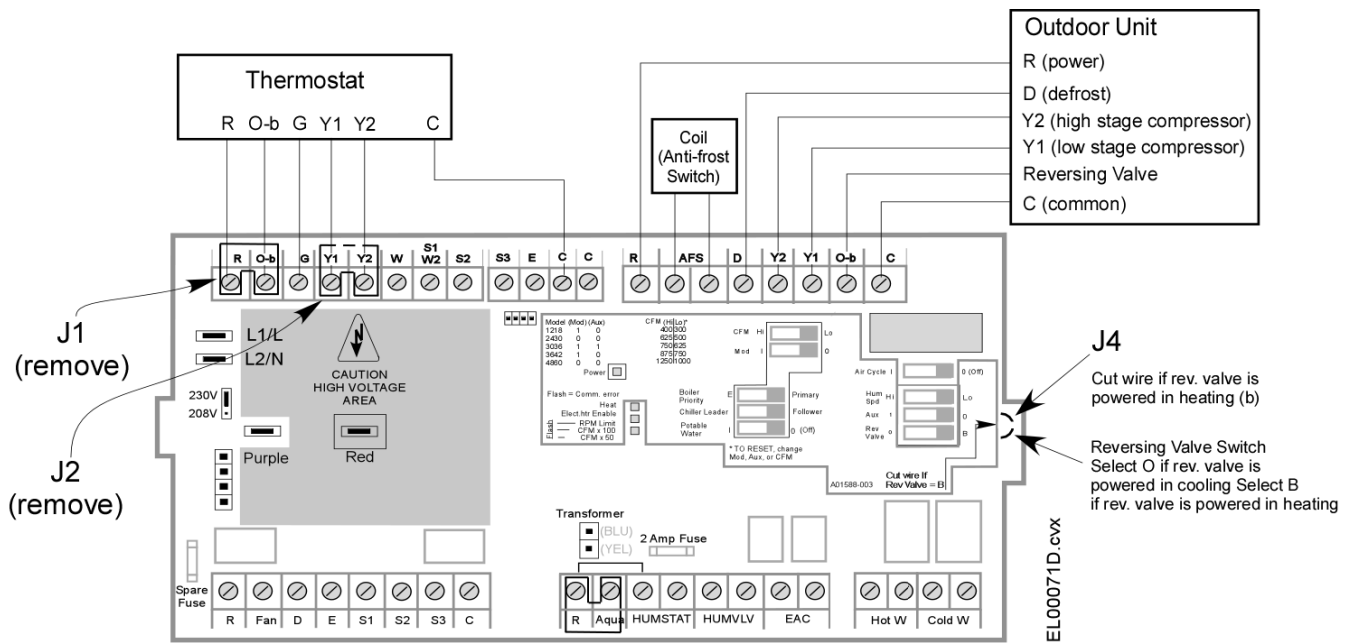 Thermostat
R O-b G Y1 Y2 C
Coil
(Anti-frost
Switch)
Outdoor Unit
R (power)
D (defrost)
Y2 (high stage compressor)
Y1 (low stage compressor)
Reversing Valve
C (common)
R O-b G Y1 Y2 W S1 W2 S2 S3 E C C
R AFS D Y2 Y1 O-b C
J1
(remove)
J2
(remove)
L1/L
L2/N
230V
208V
Purple
CAUTION
HIGH VOLTAGE
AREA
Red
Model (Mod) (Aux) CFM (Hi Lo)*
1218 1 0 400 300
2430 0 0 625 500
3036 1 1 750 625
3642 1 0 875 750
4860 0 0 1250 1000
Power
Flash = Comm. error
Heat
Elect.htr Enable
Flash
RPM Limit
CFM x 100
CFM x 50
CFM Hi Lo
Mod I 0
Boiler
Priority E Primary
Chiller Leader Follower
Potable
Water I 0 (Off)
* TO RESET, change
Mod, Aux, or CFM
Air Cycle I 0 (Off)
Hum
Spd Hi Lo
Aux 1 0
Rev
Valve o B
A01588-003
Cut wire If
Rev Valve = B
J4
Cut wire if rev. valve is
powered in heating (b)
Reversing Valve Switch
Select O if rev. valve is
powered in cooling Select B
if rev. valve is powered in heating
Transformer
(BLU)
(YEL)
2 Amp Fuse
Spare
Fuse
R Fan D E S1 S2 S3 C
R Aqua HUMSTAT HUMVLV EAC
Hot W Cold W
EL00071D.cvx